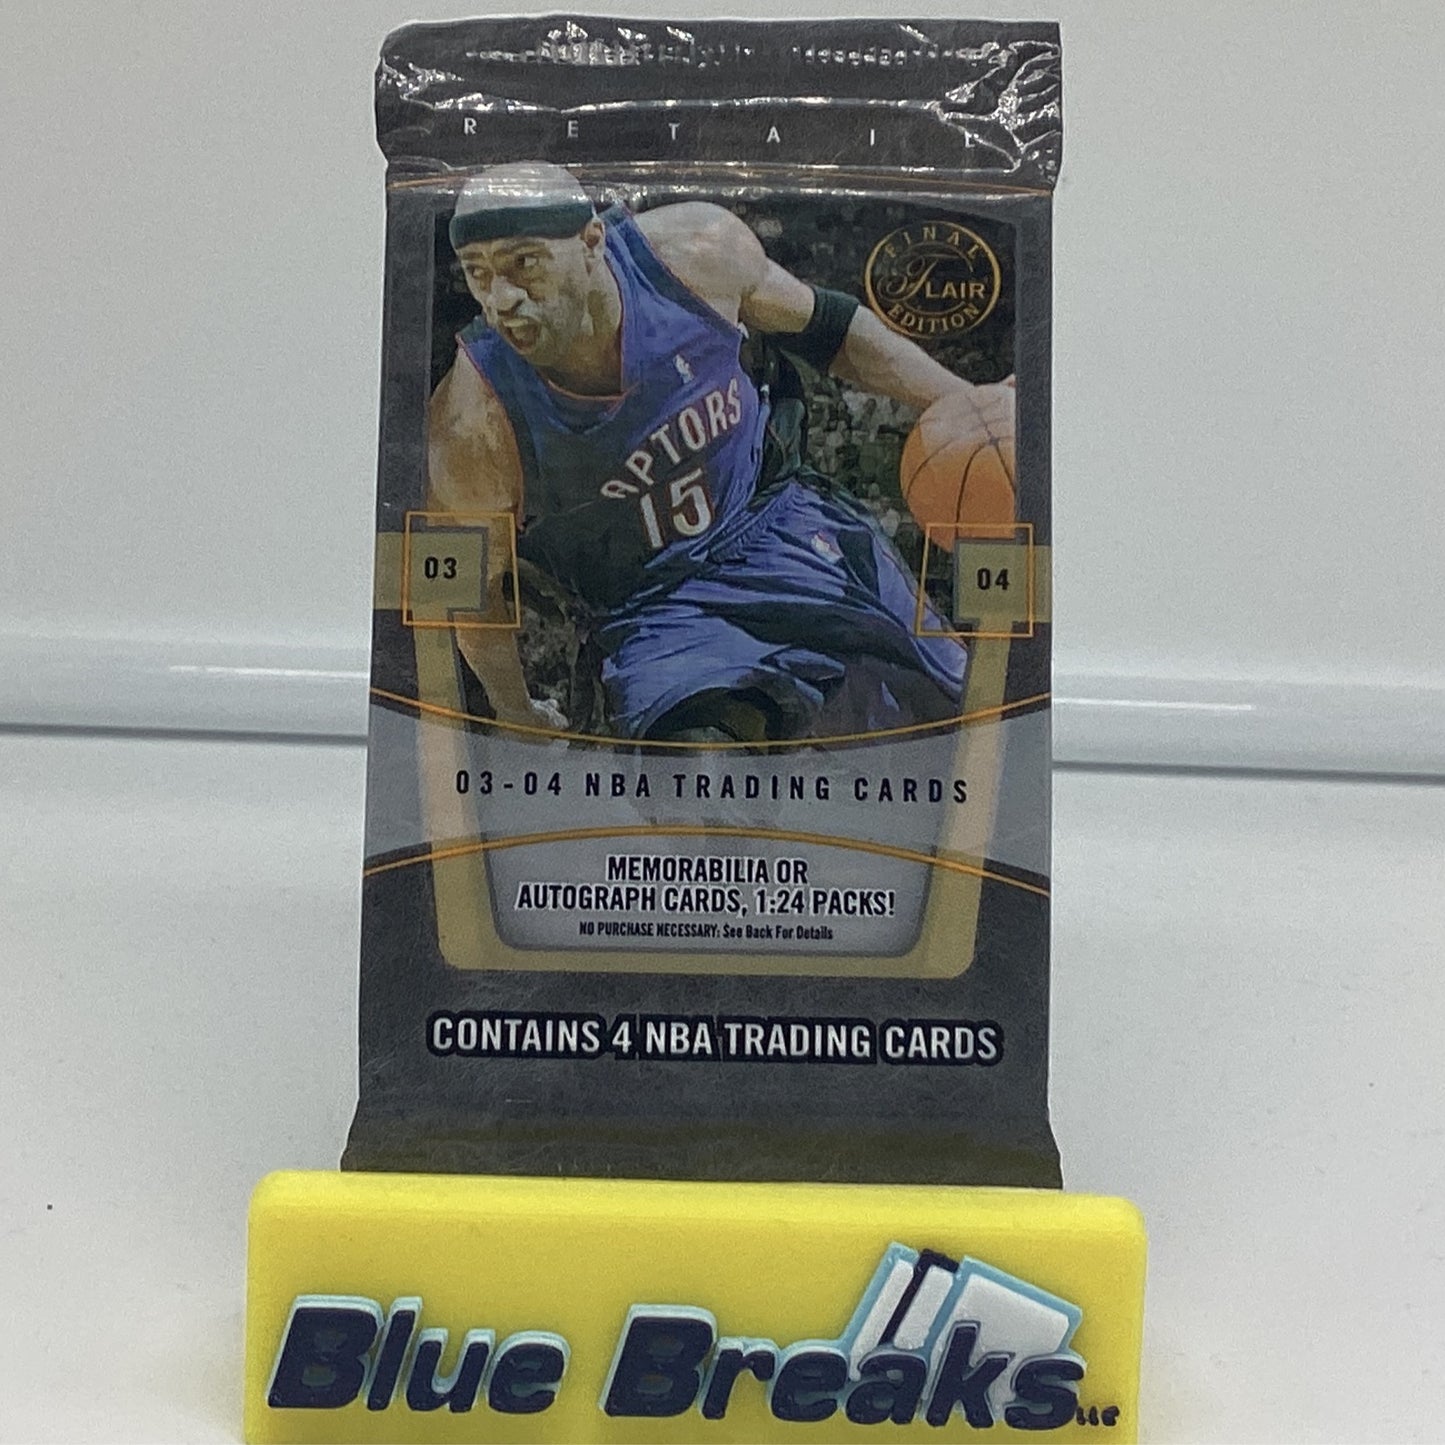 RETAIL
FINAL
FLAIR
EDITION
RAPTORS
15
03
04
03-04 NBA TRADING CARDS
MEMORABILIA OR
AUTOGRAPH CARDS, 1:24 PACKS!
NO PURCHASE NECESSARY: See Back For Details
CONTAINS 4 NBA TRADING CARDS
Blue Breaks LLC